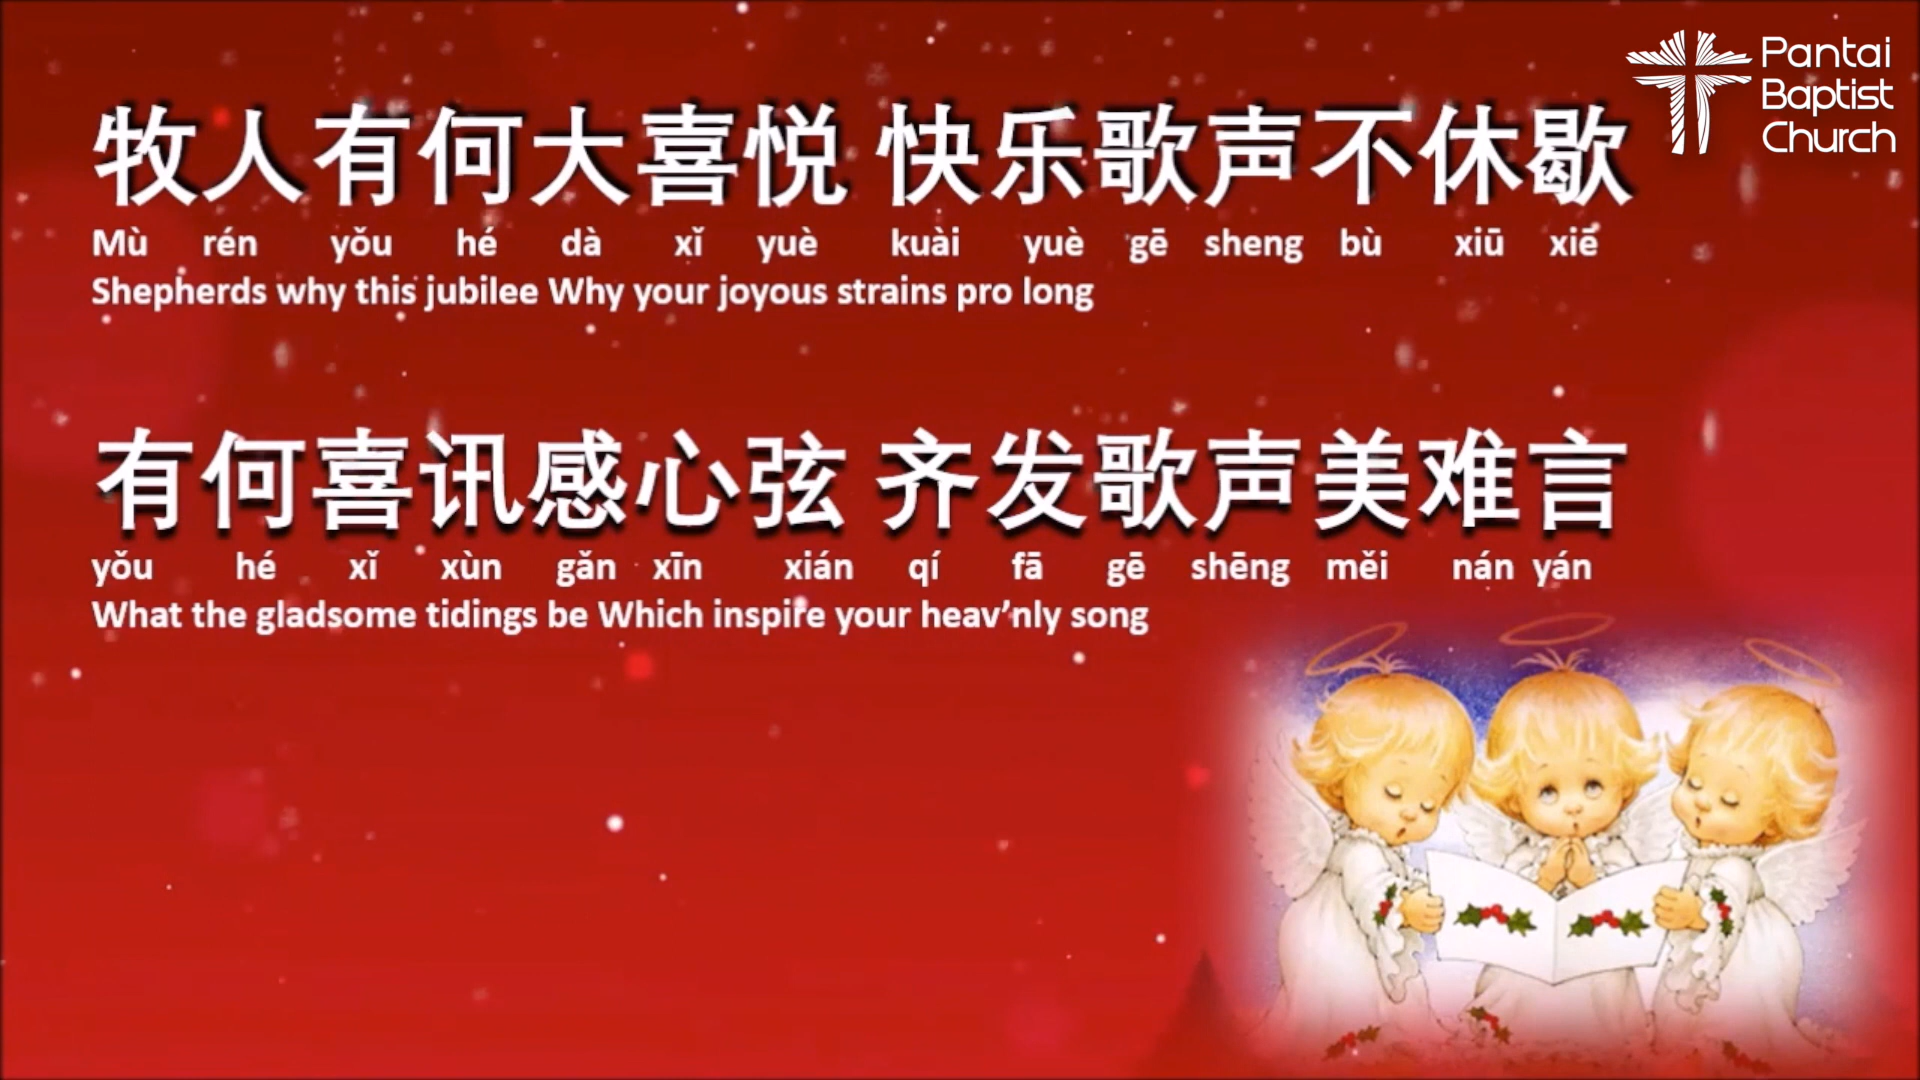 牧人有何大喜悦 快乐歌声不休歇
Mù rén yǒu hé dà xǐ yuè kuài yuè gē sheng bù xiū xiē
Shepherds why this jubilee Why your joyous strains pro long
有何喜讯感心弦 齐发歌声美难言
yǒu hé xǐ xùn gǎn xīn xián qí fā gē shēng měi nán yán
What the gladsome tidings be Which inspire your heav’nly song
Pantai
Baptist
Church